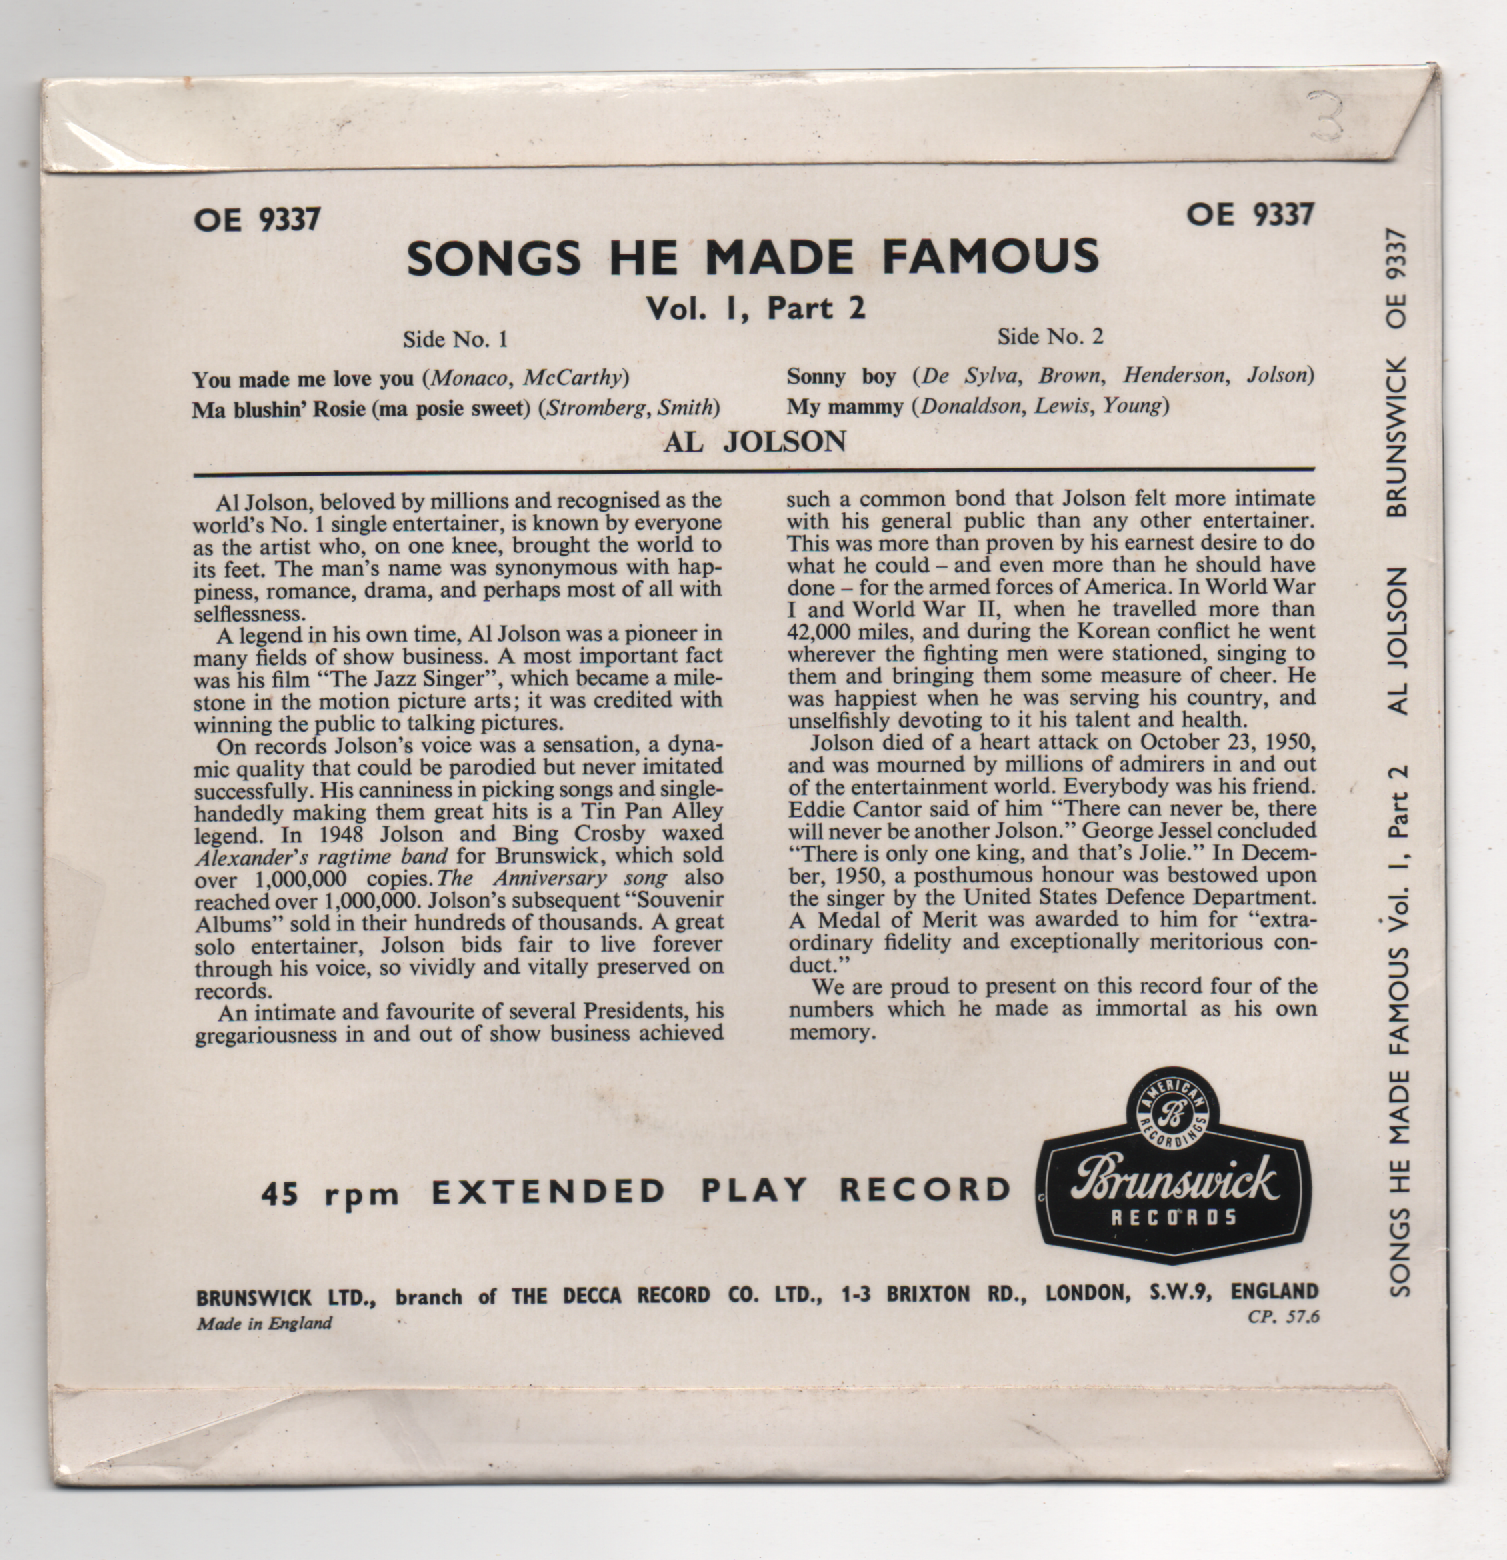 3
OE 9337
OE 9337
SONGS HE MADE FAMOUS
Vol. 1, Part 2
Side No. 1
You made me love you (Monaco, McCarthy)
Ma blushin' Rosie (ma posie sweet) (Stromberg, Smith)
Side No. 2
Sonny boy (De Sylva, Brown, Henderson, Jolson)
My mammy (Donaldson, Lewis, Young)
AL JOLSON
Al Jolson, beloved by millions and recognised as the
world's No. 1 single entertainer, is known by everyone
as the artist who, on one knee, brought the world to
its feet. The man's name was synonymous with hap-
piness, romance, drama, and perhaps most of all with
selflessness.
A legend in his own time, Al Jolson was a pioneer in
many fields of show business. A most important fact
was his film “The Jazz Singer”, which became a mile-
stone in the motion picture arts; it was credited with
winning the public to talking pictures.
On records Jolson's voice was a sensation, a dyna-
mic quality that could be parodied but never imitated
successfully. His canniness in picking songs and single-
handedly making them great hits is a Tin Pan Alley
legend. In 1948 Jolson and Bing Crosby waxed
Alexander's ragtime band for Brunswick, which sold
over 1,000,000 copies. The Anniversary song also
reached over 1,000,000. Jolson's subsequent “Souvenir
Albums” sold in their hundreds of thousands. A great
solo entertainer, Jolson bids fair to live forever
through his voice, so vividly and vitally preserved on
records.
An intimate and favourite of several Presidents, his
gregariousness in and out of show business achieved
such a common bond that Jolson felt more intimate
with his general public than any other entertainer.
This was more than proven by his earnest desire to do
what he could – and even more than he should have
done – for the armed forces of America. In World War
I and World War II, when he travelled more than
42,000 miles, and during the Korean conflict he went
wherever the fighting men were stationed, singing to
them and bringing them some measure of cheer. He
was happiest when he was serving his country, and
unselfishly devoting to it his talent and health.
Jolson died of a heart attack on October 23, 1950,
and was mourned by millions of admirers in and out
of the entertainment world. Everybody was his friend.
Eddie Cantor said of him “There can never be, there
will never be another Jolson.” George Jessel concluded
“There is only one king, and that's Jolie.” In Decem-
ber, 1950, a posthumous honour was bestowed upon
the singer by the United States Defence Department.
A Medal of Merit was awarded to him for “extra-
ordinary fidelity and exceptionally meritorious con-
duct.”
We are proud to present on this record four of the
numbers which he made as immortal as his own
memory.
45 rpm EXTENDED PLAY RECORD
AMERICAN
B
RECORDINGS
Brunswick
RECORDS
BRUNSWICK LTD., branch of THE DECCA RECORD CO. LTD., 1-3 BRIXTON RD., LONDON, S.W.9, ENGLAND
Made in England
CP. 57.6
SONGS HE MADE FAMOUS Vol. 1, Part 2 AL JOLSON BRUNSWICK OE 9337